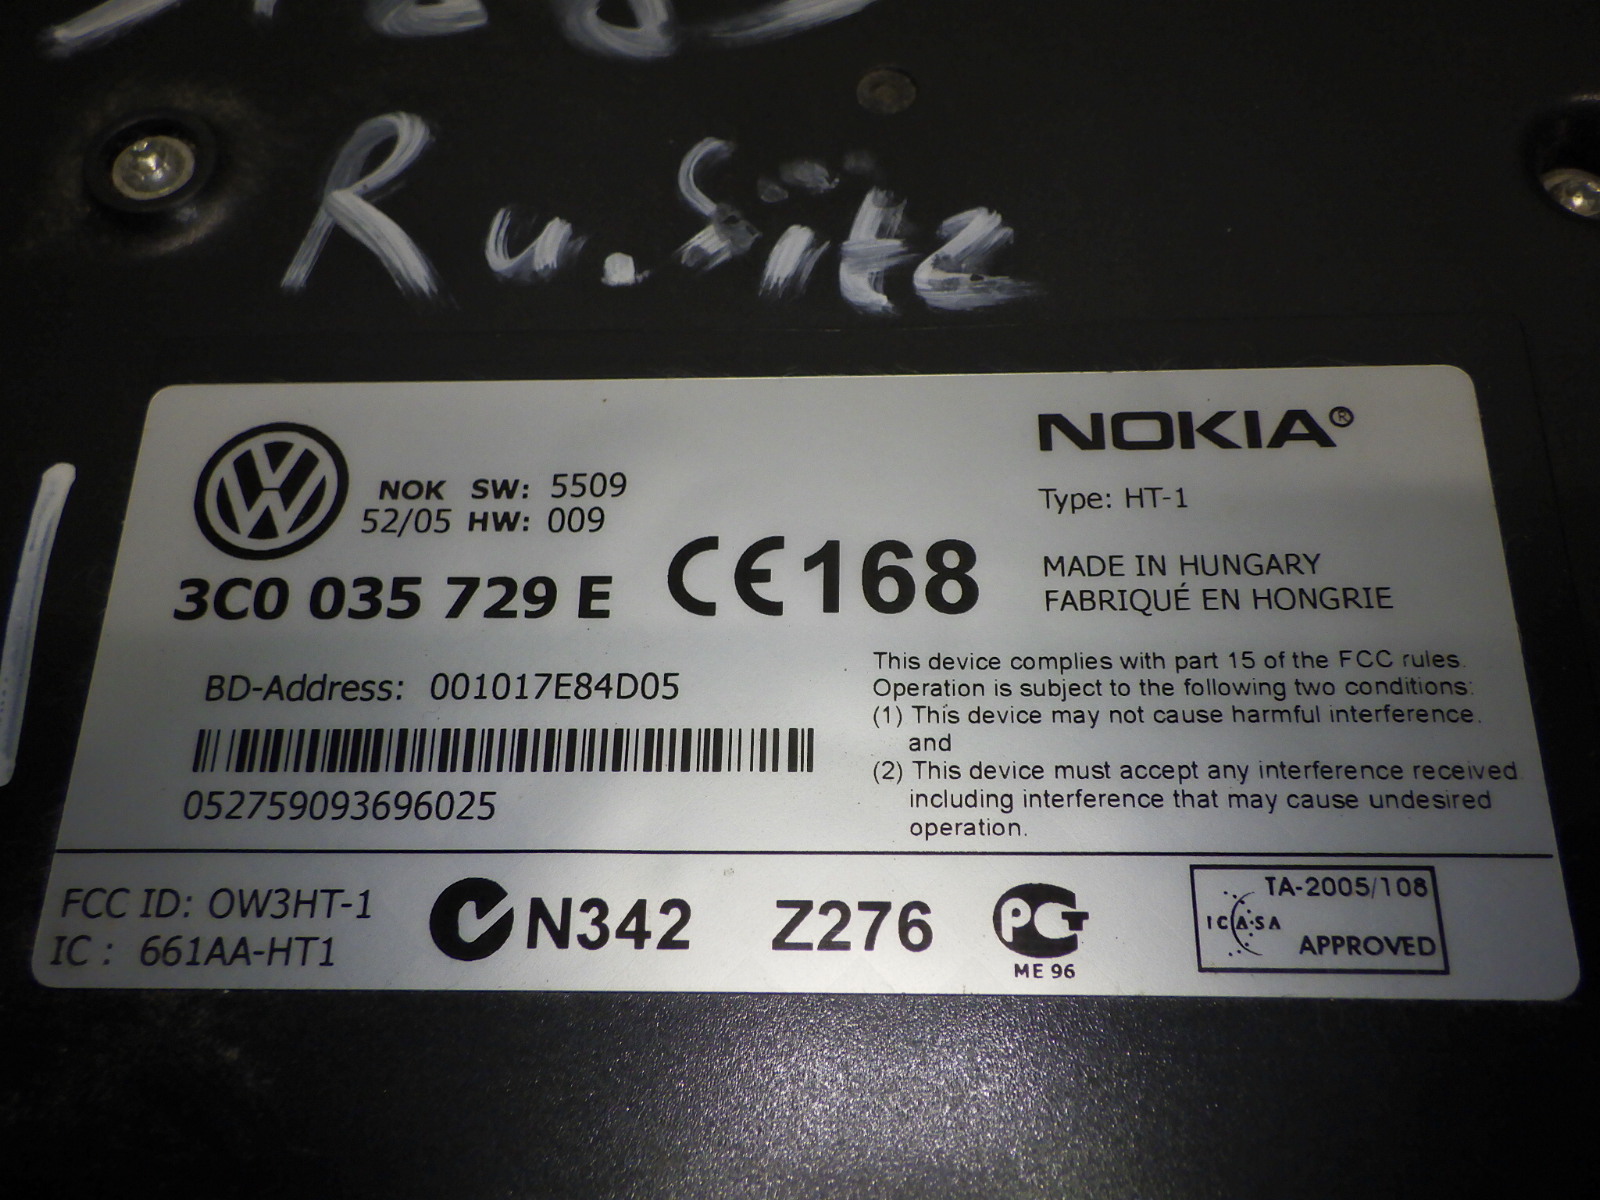 Ru.Sitz
NOK SW: 5509
52/05 HW: 009
3C0 035 729 E
CE168
NOKIA®
Type: HT-1
MADE IN HUNGARY
FABRIQUÉ EN HONGRIE
BD-Address: 001017E84D05
052759093696025
This device complies with part 15 of the FCC rules.
Operation is subject to the following two conditions:
(1) This device may not cause harmful interference.
and
(2) This device must accept any interference received
including interference that may cause undesired
operation.
FCC ID: OW3HT-1
IC : 661AA-HT1
N342
Z276
РСТ
ME 96
TA-2005/108
ICASA
APPROVED